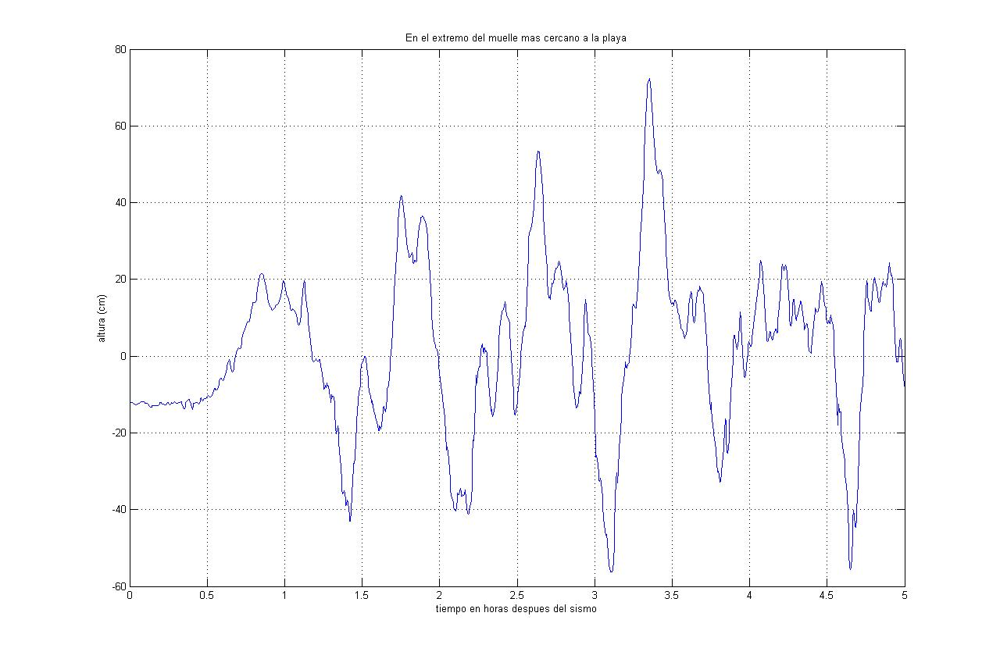 En el extremo del muelle mas cercano a la playa
80
60
40
20
0
-20
-40
-60
altura (cm)
0 0.5 1 1.5 2 2.5 3 3.5 4 4.5 5
tiempo en horas despues del sismo